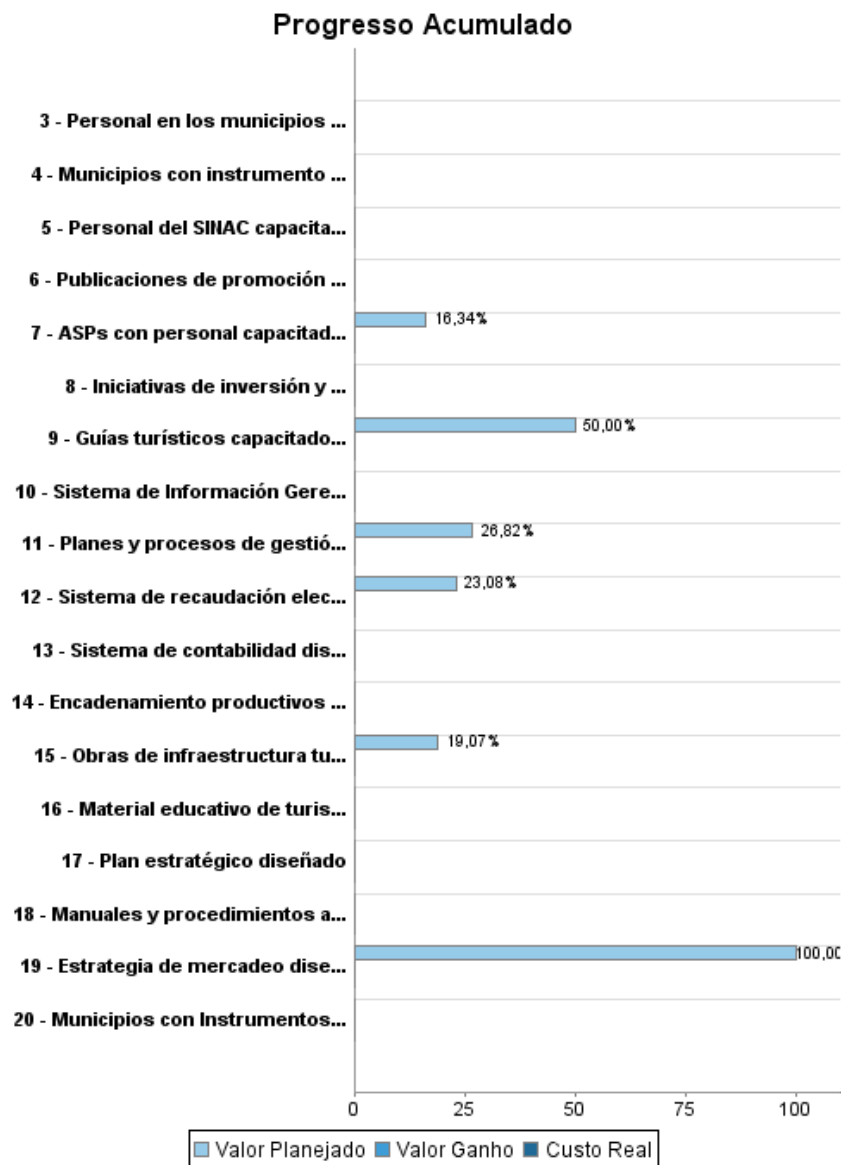 Progresso Acumulado
3 - Personal en los municipios ...
4 - Municipios con instrumento ...
5 - Personal del SINAC capacita...
6 - Publicaciones de promoción ...
16,34%
7 - ASPs con personal capacitad...
8 - Iniciativas de inversión y ...
50,00%
9 - Guías turísticos capacitado...
10 - Sistema de Información Gere...
26,82%
11 - Planes y procesos de gestió...
23,08%
12 - Sistema de recaudación elec...
13 - Sistema de contabilidad dis...
14 - Encadenamiento productivos ...
19,07%
15 - Obras de infraestructura tu...
16 - Material educativo de turis...
17 - Plan estratégico diseñado
18 - Manuales y procedimientos a...
100,00
19 - Estrategia de mercadeo dise...
20 - Municipios con Instrumentos...
0 25 50 75 100
Valor Planejado Valor Ganho Custo Real